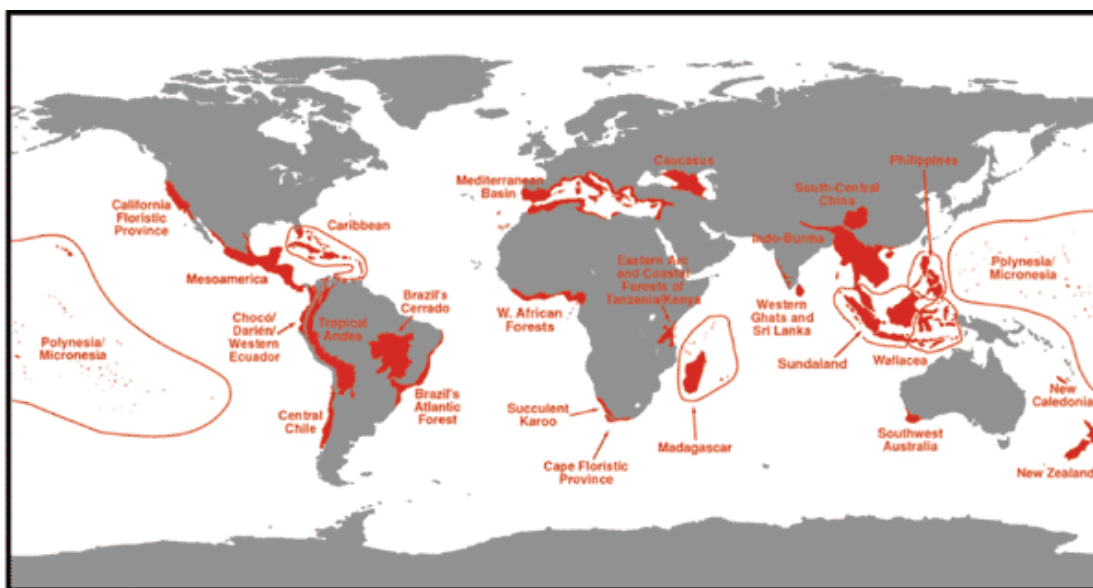 California
Floristic
Province
Caribbean
Mesoamerica
Polynesia/
Micronesia
Chocó/
Darién/
Western
Ecuador
Tropical
Andes
Brazil's
Cerrado
Brazil's
Atlantic
Forest
Central
Chile
Mediterranean
Basin
Caucasus
W. African
Forests
Eastern Arc
and Coastal
Forests of
Tanzania/Kenya
Succulent
Karoo
Cape Floristic
Province
Madagascar
Western
Ghats and
Sri Lanka
Indo-Burma
South-Central
China
Philippines
Sundaland
Wallacea
Polynesia/
Micronesia
New
Caledonia
Southwest
Australia
New Zealand